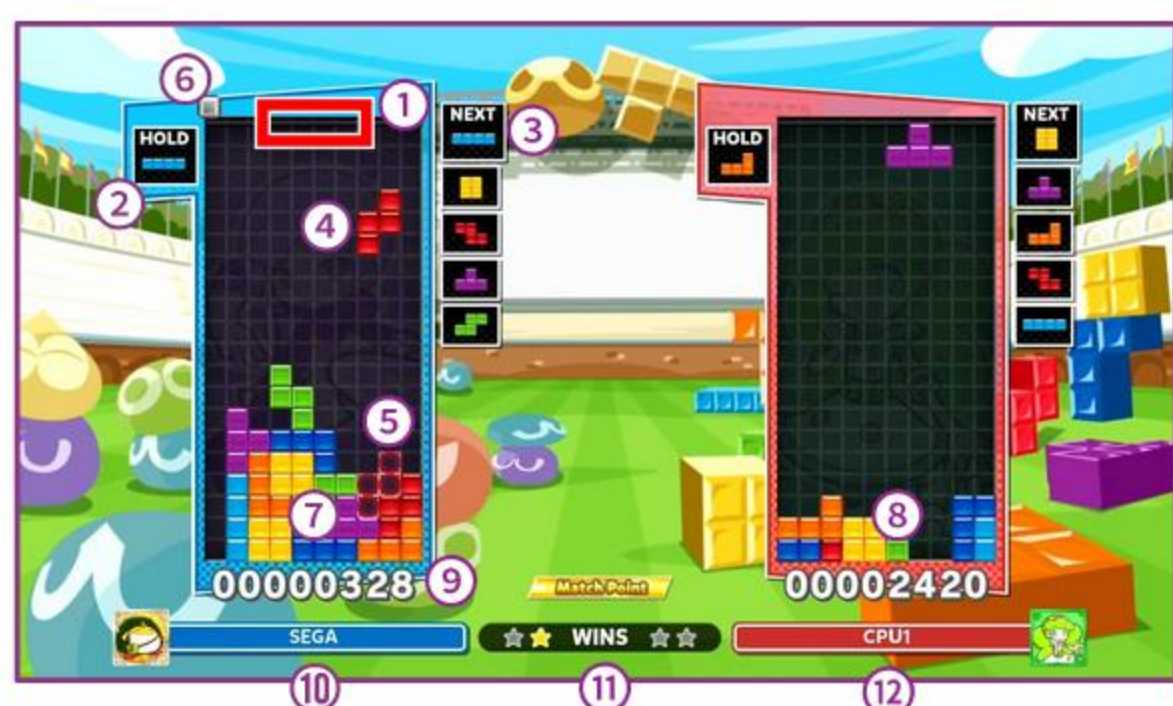 ⑥
①
HOLD
NEXT
③
HOLD
NEXT
②
④
⑤
⑦
⑧
00000328
⑨
Match Point
00002420
SEGA
WINS
CPU1
⑩
⑪
⑫